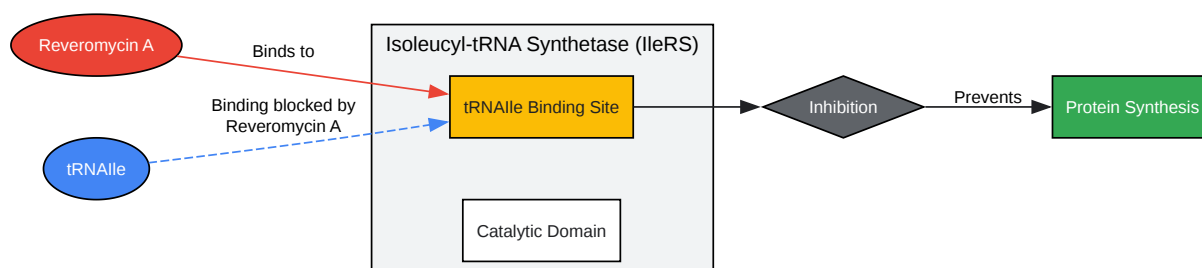 Reveromycin A
Binds to
Isoleucyl-tRNA Synthetase (IleRS)
tRNAIle Binding Site
Inhibition
Prevents
Protein Synthesis
Binding blocked by
Reveromycin A
tRNAIle
Catalytic Domain